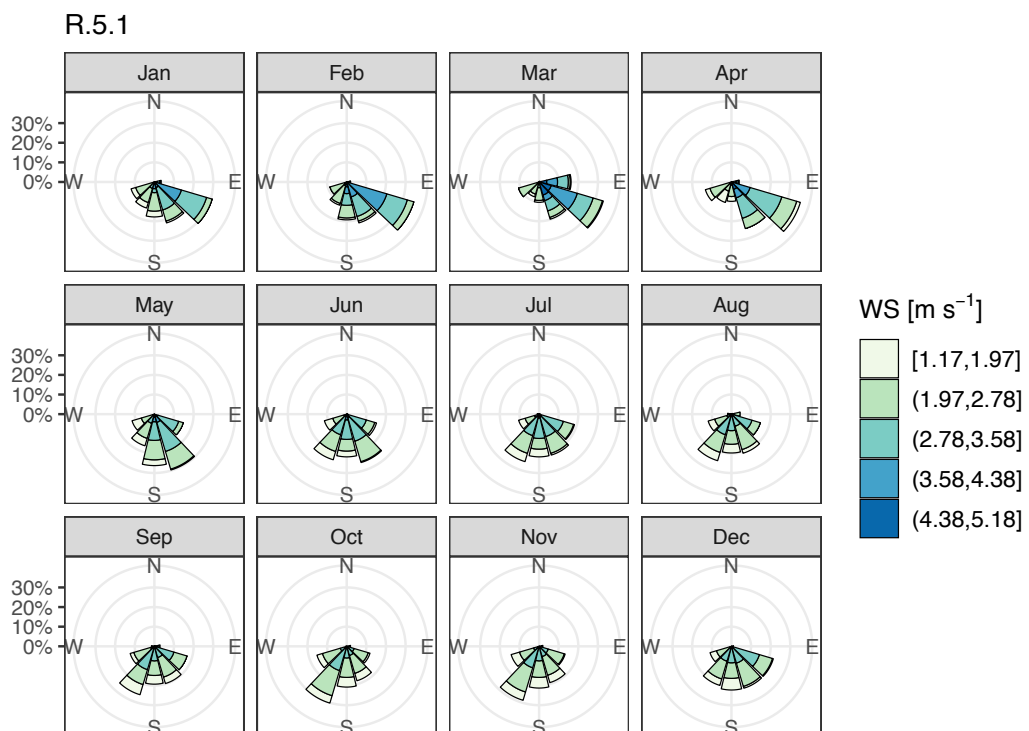 R.5.1
Jan Feb Mar Apr
N N N N
30%
20%
10%
0% W E E E E
S S S S
May Jun Jul Aug
N N N N
30%
20%
10%
0% W W W W E E E E
S S S S
Sep Oct Nov Dec
N N N N
30%
20%
10%
0% W W W W E E E E
S S S S
WS [m s⁻¹]
[1.17,1.97]
(1.97,2.78]
(2.78,3.58]
(3.58,4.38]
(4.38,5.18]